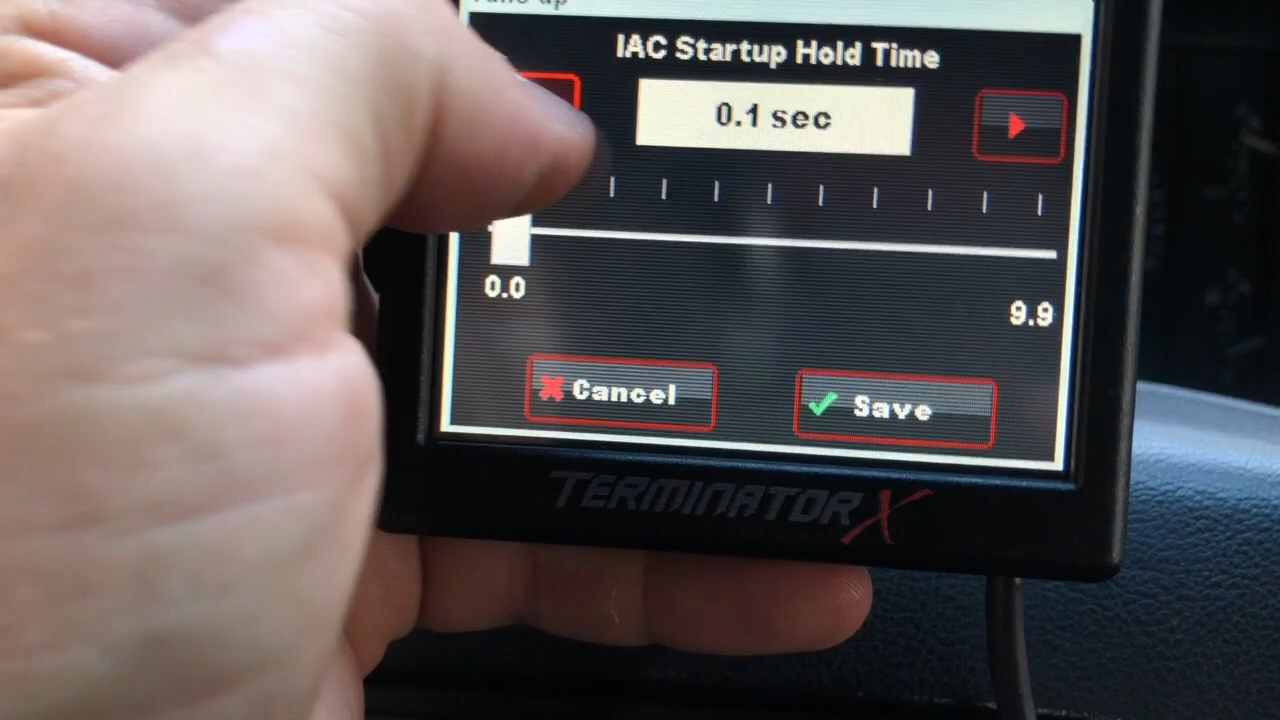 IAC Startup Hold Time
0.1 sec
0.0
9.9
Cancel
Save
TERMINATOR X